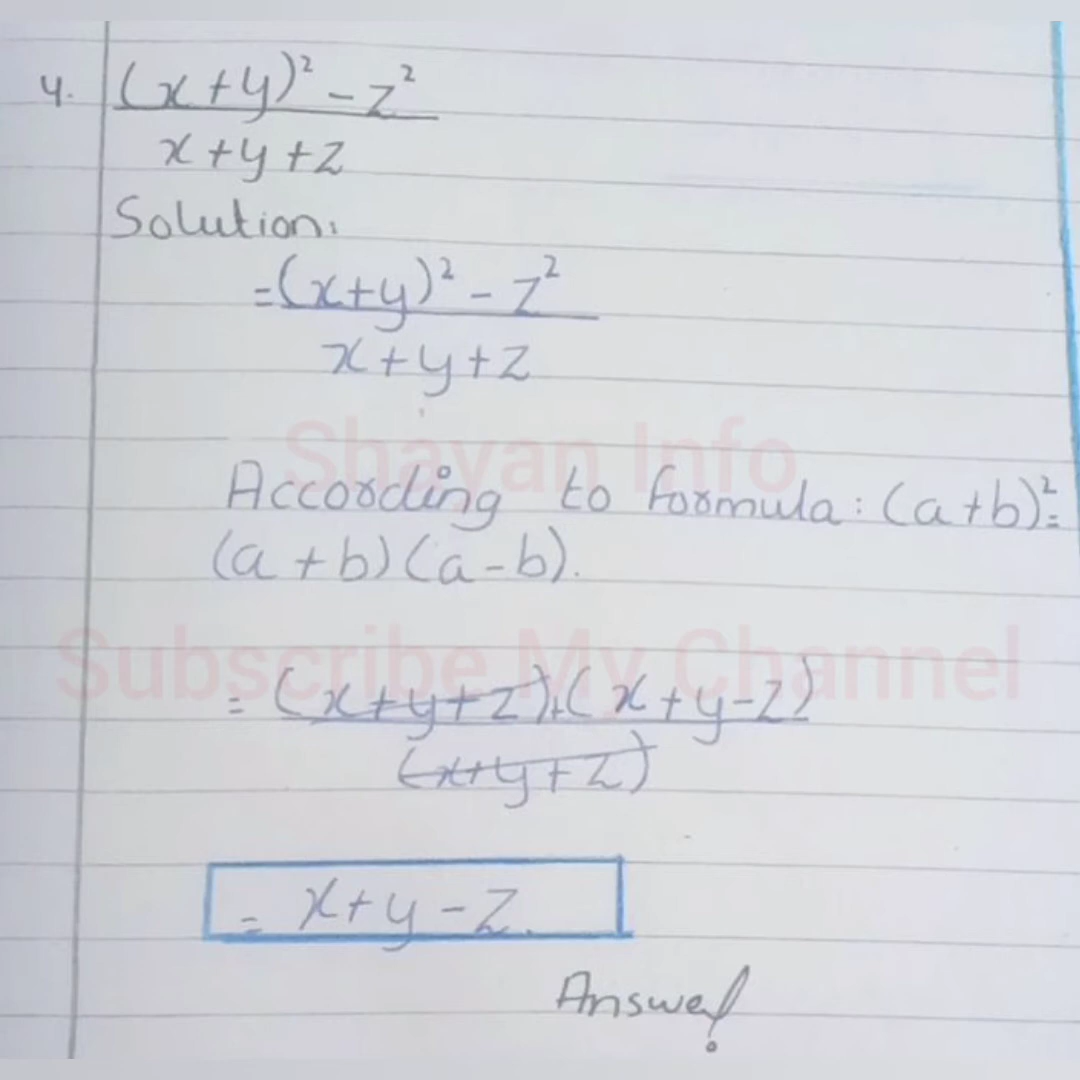 4. (x+y)² - z²
x+y+z
Solution:
= (x+y)² - z²
x+y+z
Shayan Info
According to formula: (a+b)²=
(a+b)(a-b).
Subscribe My Channel
= (x+y+z).(x+y-z)
(x+y+z)
= x+y-z.
Answer